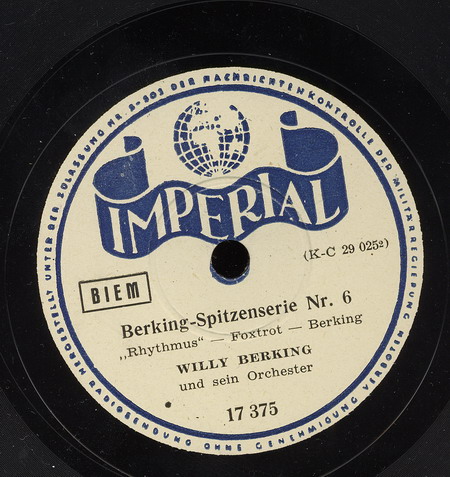 HERGESTELLT UNTER DER ZULASSUNG NR B-502 DER NACHRICHTENKONTROLLE DER MILITÄRREGIERUNG
IMPERIAL
(K-C 29 025²)
BIEM
Berking-Spitzenserie Nr. 6
„Rhythmus“ — Foxtrot — Berking
WILLY BERKING
und sein Orchester
17 375
RADIOSENDUNG OHNE GENEHMIGUNG VERBOTEN